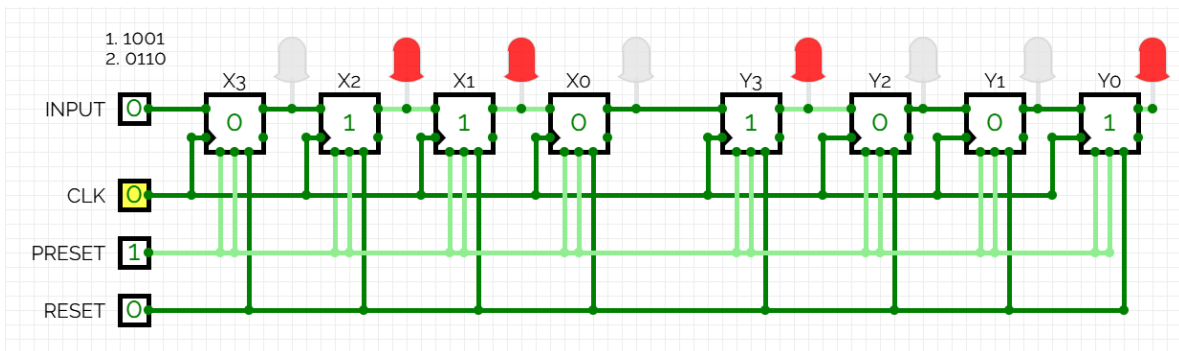 1. 1001
2. 0110
X3 X2 X1 X0 Y3 Y2 Y1 Y0
INPUT 0 0 1 1 0 1 0 0 1
CLK 0
PRESET 1
RESET 0